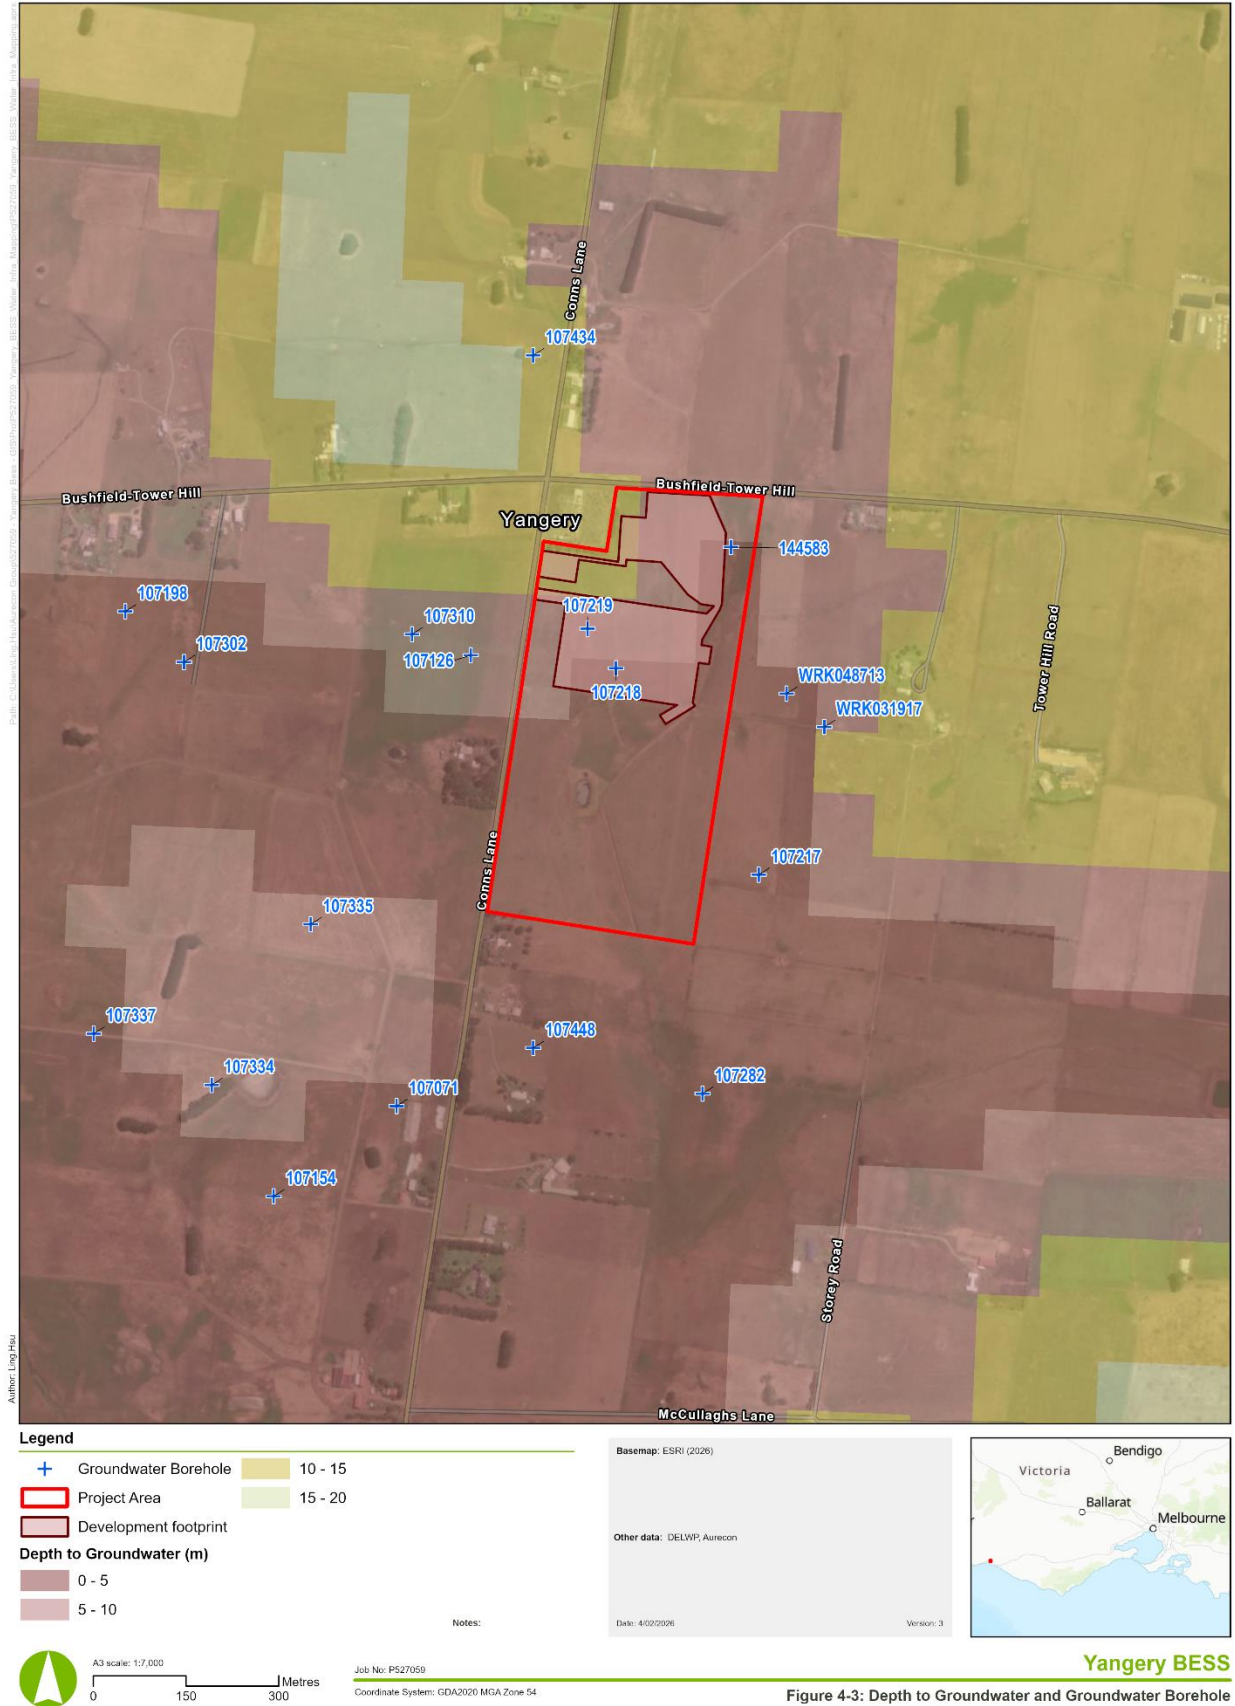 Conns Lane
107434
Bushfield-Tower Hill
Bushfield-Tower Hill
Yangery
144583
107198
107219
107310
107302
107126
Tower Hill Road
WRK048713
107218
WRK031917
Conns Lane
107217
107335
107337
107448
107334
107282
107071
107154
Storey Road
McCullaghs Lane
Author: Ling.Hsu
Legend
Groundwater Borehole
10 - 15
Project Area
15 - 20
Development footprint
Depth to Groundwater (m)
0 - 5
5 - 10
Notes:
Basemap: ESRI (2026)
Other data: DELWP, Aurecon
Date: 4/02/2026
Version: 3
Bendigo
Victoria
Ballarat
Melbourne
A3 scale: 1:7,000
Metres
0 150 300
Job No: P527059
Coordinate System: GDA2020 MGA Zone 54
Yangery BESS
Figure 4-3: Depth to Groundwater and Groundwater Borehole